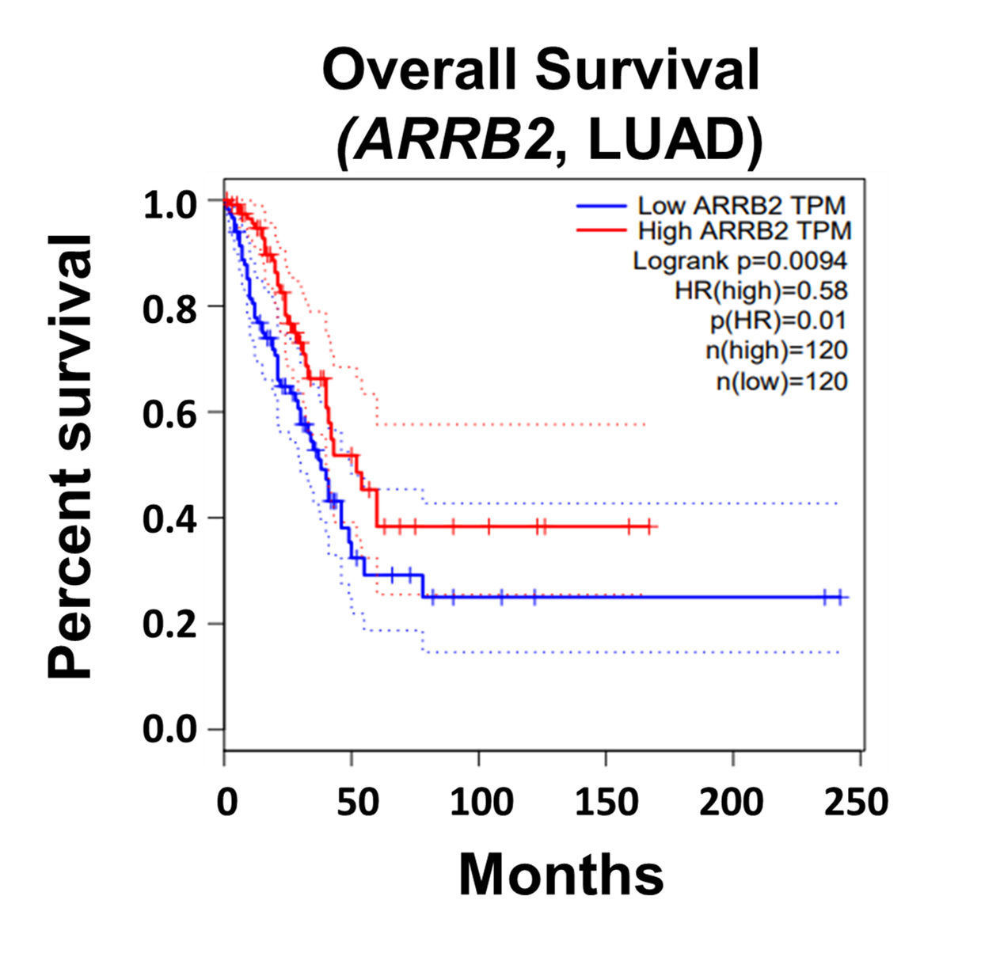 Overall Survival
(ARRB2, LUAD)
Percent survival
1.0
0.8
0.6
0.4
0.2
0.0
Low ARRB2 TPM
High ARRB2 TPM
Logrank p=0.0094
HR(high)=0.58
p(HR)=0.01
n(high)=120
n(low)=120
0 50 100 150 200 250
Months